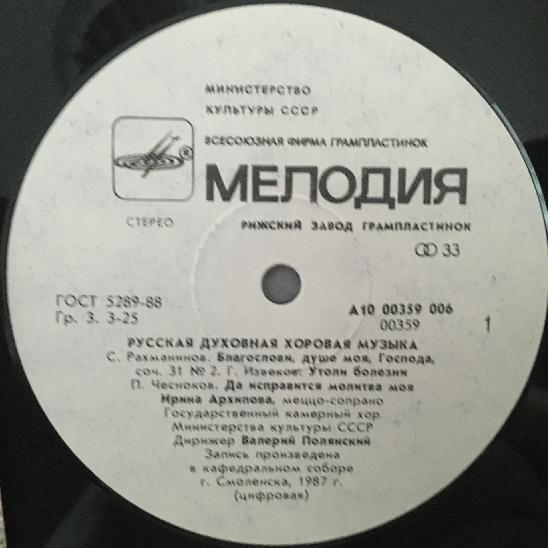 МИНИСТЕРСТВО
КУЛЬТУРЫ СССР
ВСЕСОЮЗНАЯ ФИРМА ГРАМПЛАСТИНОК
®
МЕЛОДИЯ
СТЕРЕО
РИЖСКИЙ ЗАВОД ГРАМПЛАСТИНОК
33
ГОСТ 5289-88
Гр. 3. 3-25
А10 00359 006
00359
1
РУССКАЯ ДУХОВНАЯ ХОРОВАЯ МУЗЫКА
С. Рахманинов. Благослови, душе моя, Господа,
соч. 31 № 2. Г. Извеков. Утоли болезни
П. Чесноков. Да исправится молитва моя
Ирина Архипова, меццо-сопрано
Государственный камерный хор
Министерства культуры СССР
Дирижер Валерий Полянский
Запись произведена
в кафедральном соборе
г. Смоленска, 1987 г.
(цифровая)